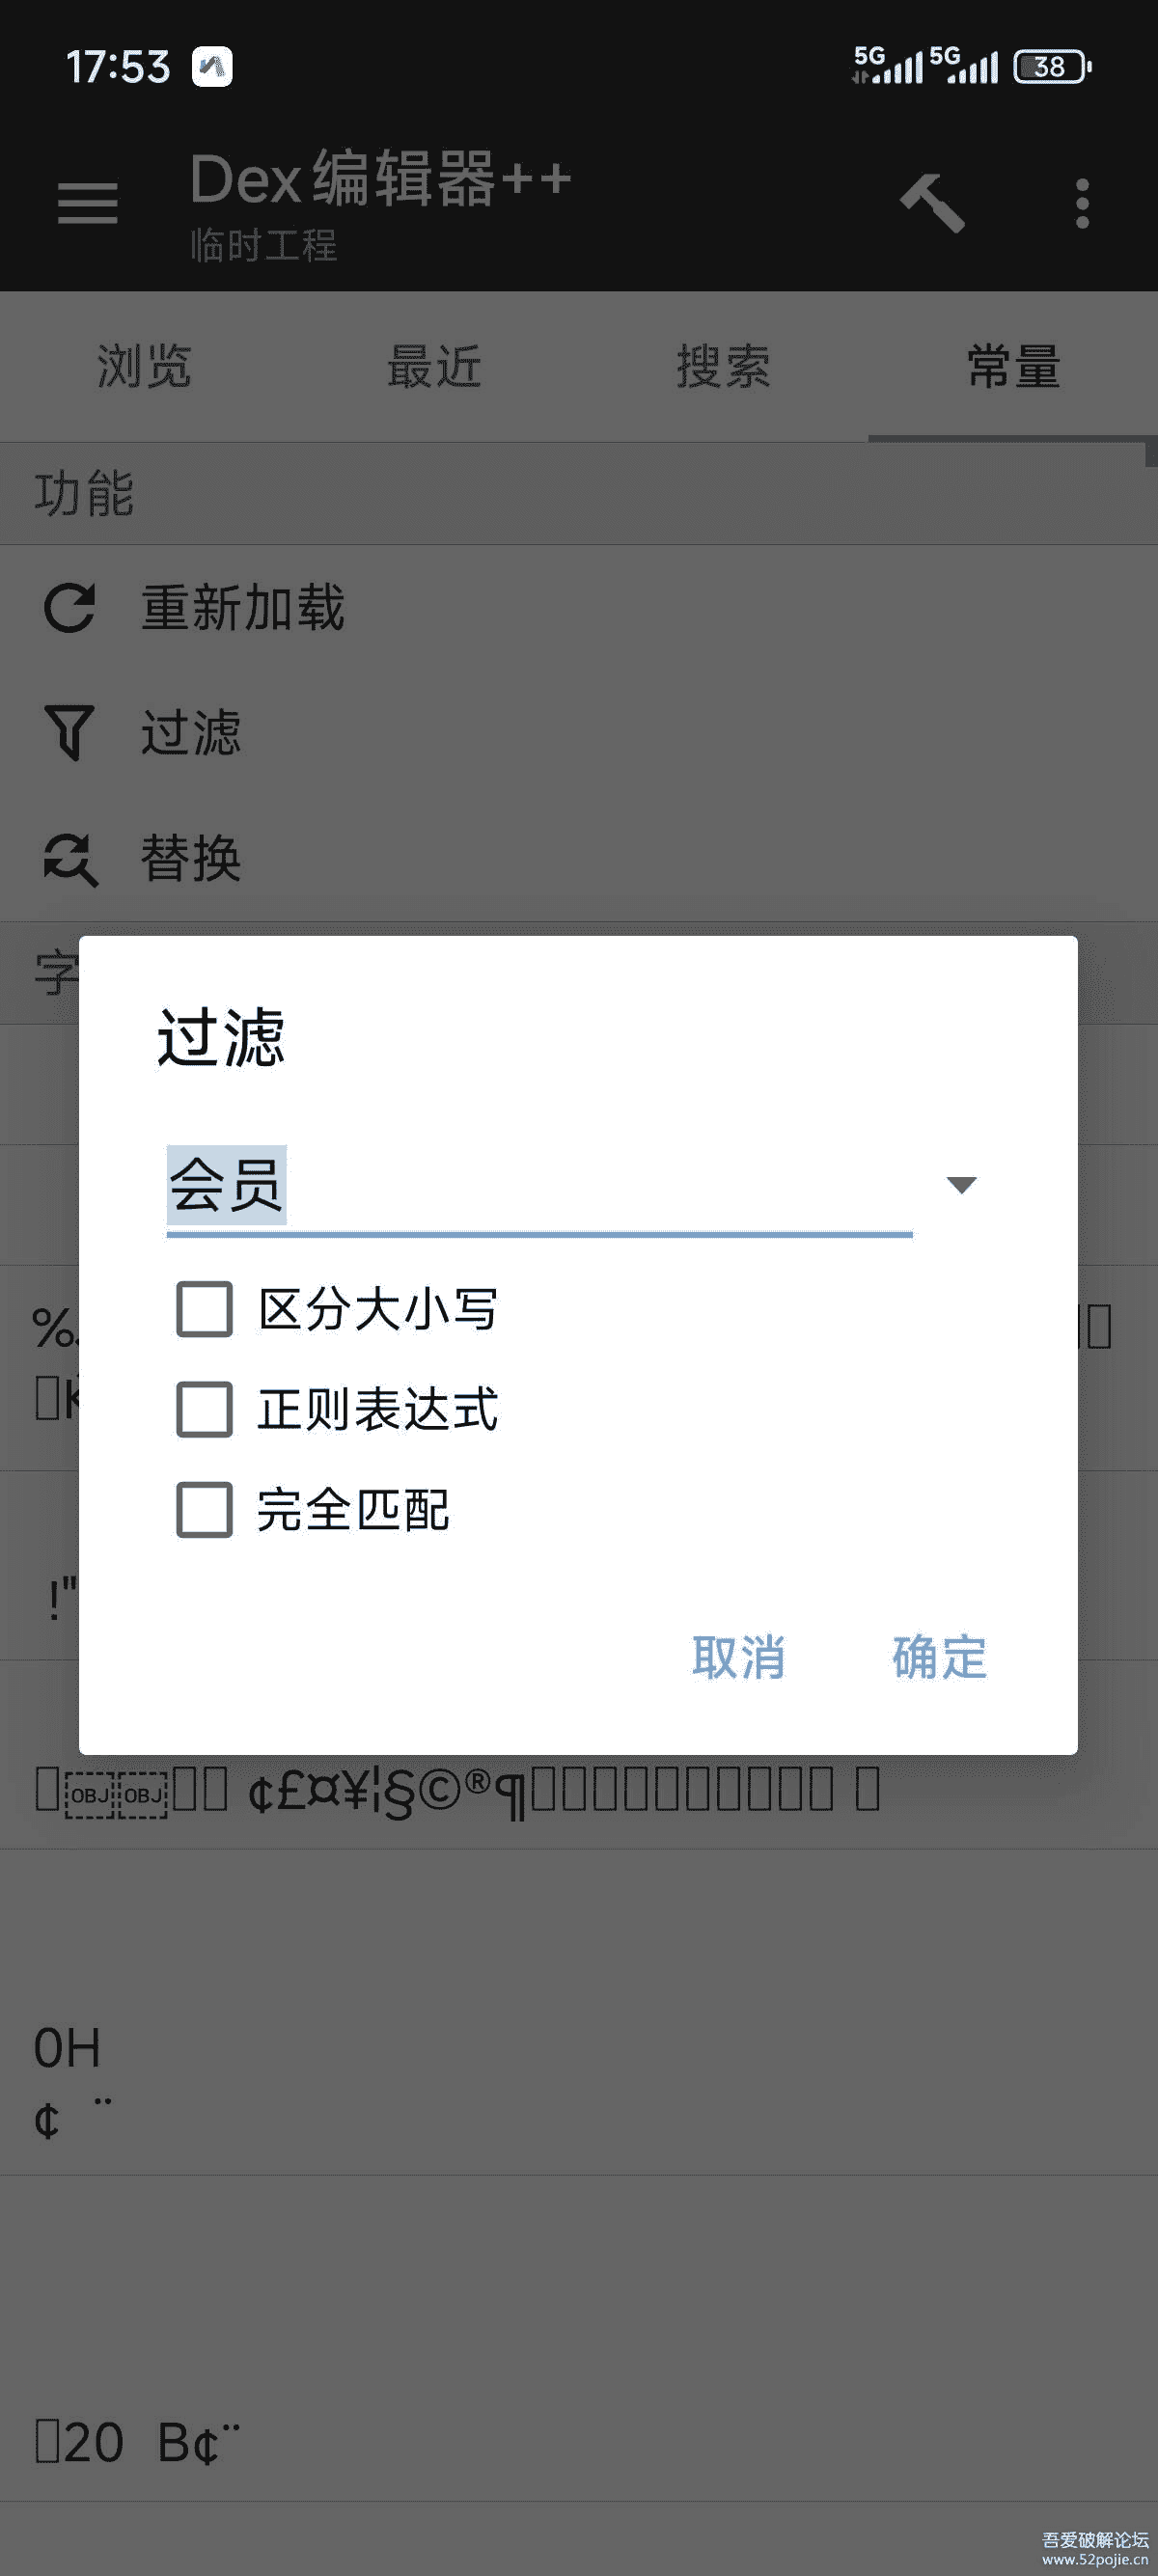 17:53
5G 5G 38
Dex编辑器++
临时工程
浏览 最近 搜索 常量
功能
重新加载
过滤
替换
字
过滤
会员
区分大小写
正则表达式
完全匹配
取消 确定
%
!"
OBJ OBJ ¢£¤¥¦§©®¶
0H
¢ ¨
20 B¢¨
吾爱破解论坛
www.52pojie.cn